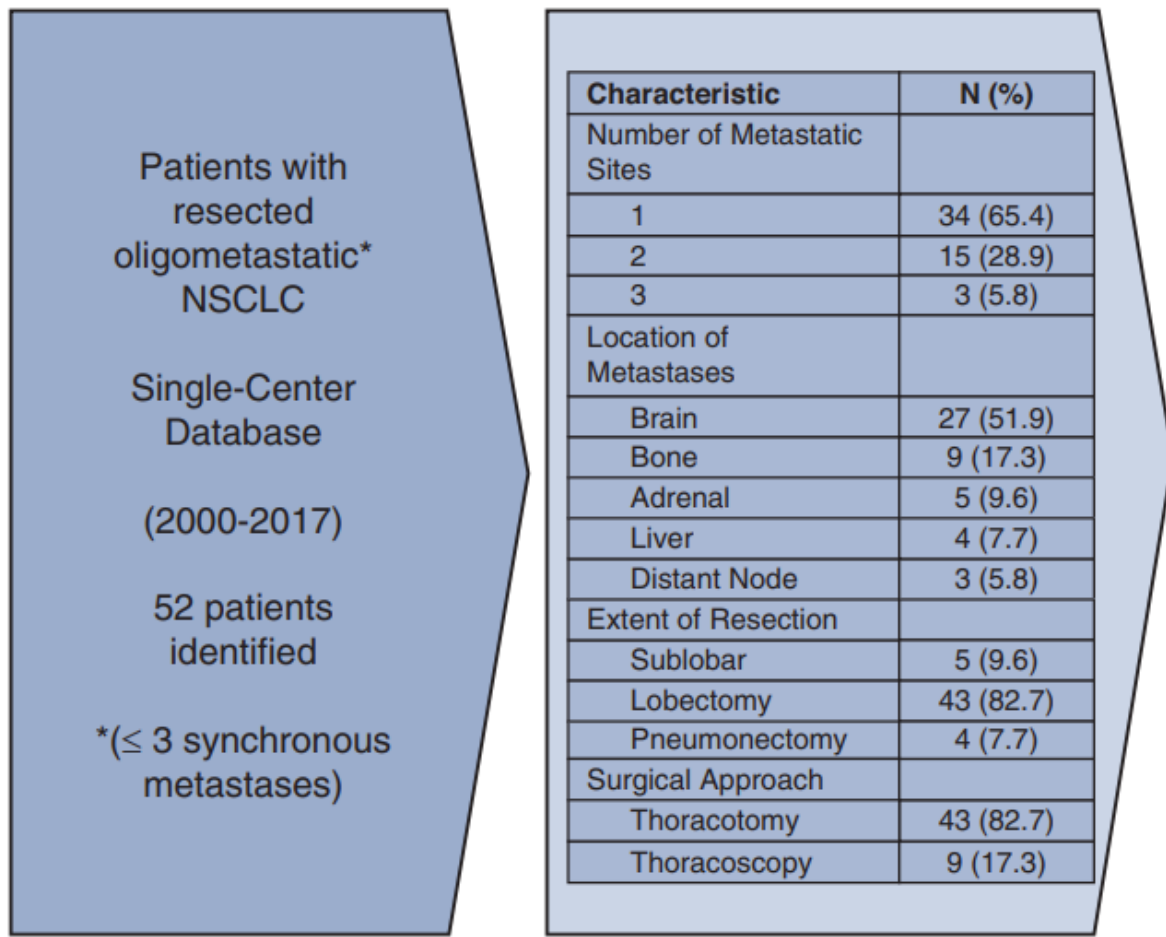 Patients with
resected
oligometastatic*
NSCLC
Single-Center
Database
(2000-2017)
52 patients
identified
*(≤ 3 synchronous
metastases)
Characteristic N (%)
Number of Metastatic
Sites
1 34 (65.4)
2 15 (28.9)
3 3 (5.8)
Location of
Metastases
Brain 27 (51.9)
Bone 9 (17.3)
Adrenal 5 (9.6)
Liver 4 (7.7)
Distant Node 3 (5.8)
Extent of Resection
Sublobar 5 (9.6)
Lobectomy 43 (82.7)
Pneumonectomy 4 (7.7)
Surgical Approach
Thoracotomy 43 (82.7)
Thoracoscopy 9 (17.3)